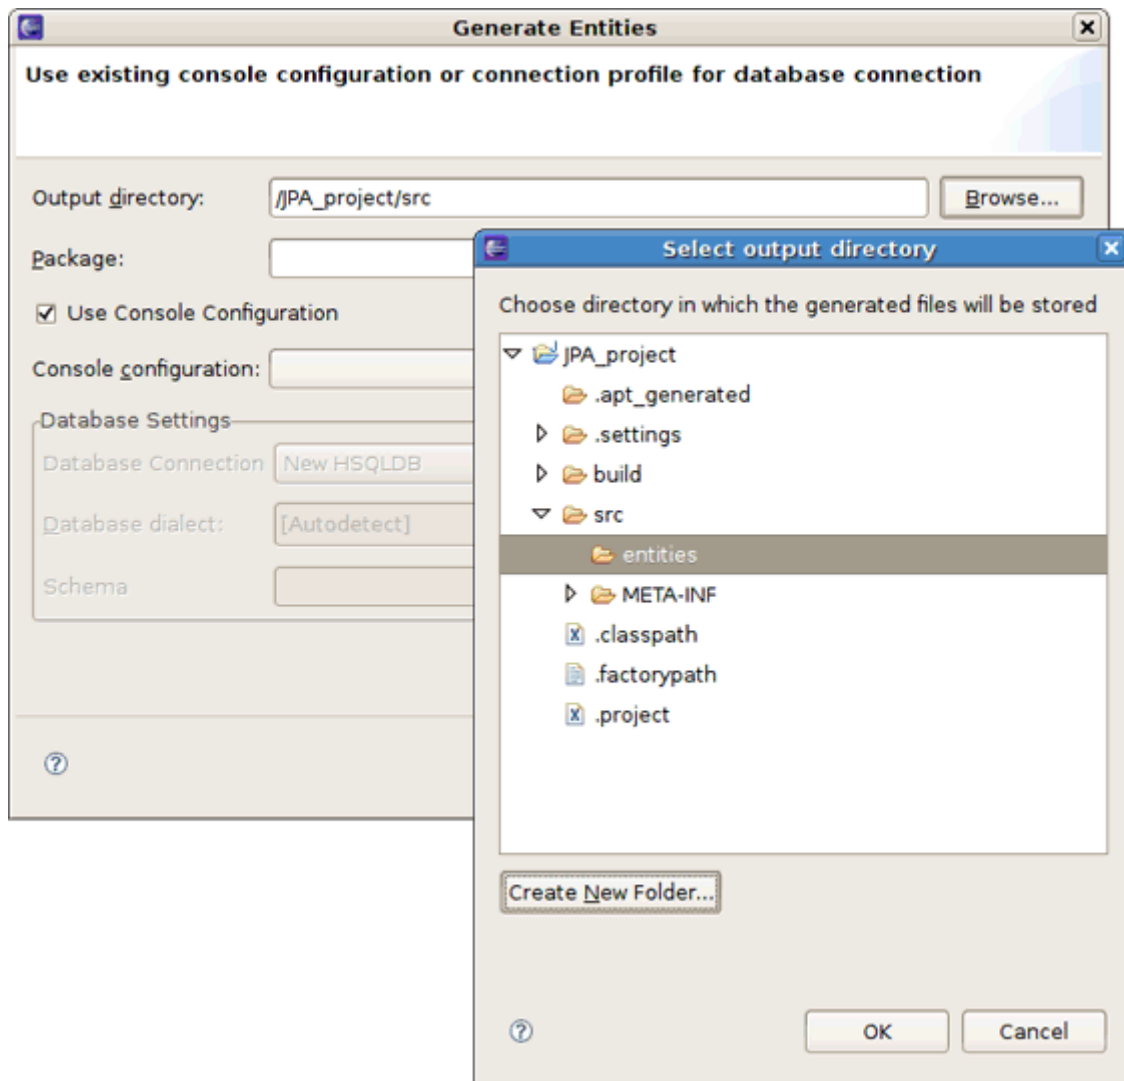 Generate Entities
Use existing console configuration or connection profile for database connection
Output directory: /JPA_project/src Browse...
Package:
Use Console Configuration
Console configuration:
Database Settings
Database Connection New HSQLDB
Database dialect: [Autodetect]
Schema
Select output directory
Choose directory in which the generated files will be stored
JPA_project
.apt_generated
.settings
build
src
entities
META-INF
.classpath
.factorypath
.project
Create New Folder...
OK Cancel